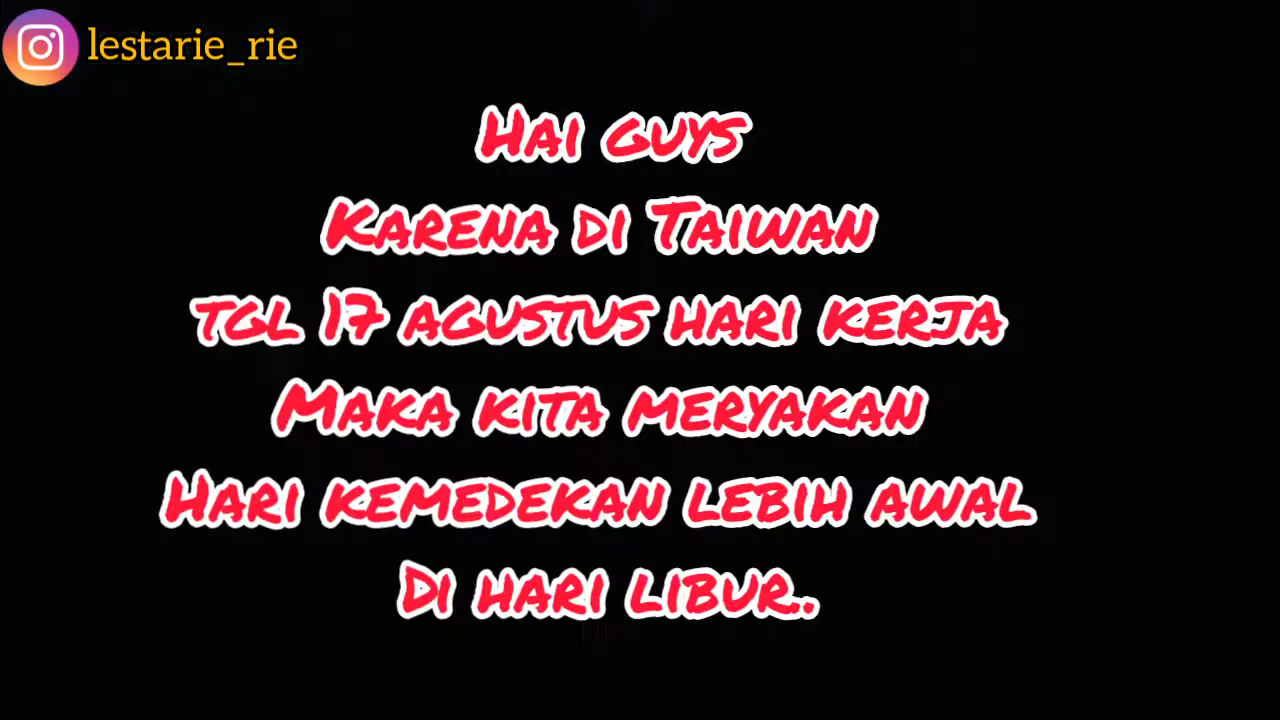 lestarie_rie
Hai guys
Karena di Taiwan
tgl 17 agustus hari kerja
Maka kita meryakan
Hari kemedekan lebih awal
Di hari libur..